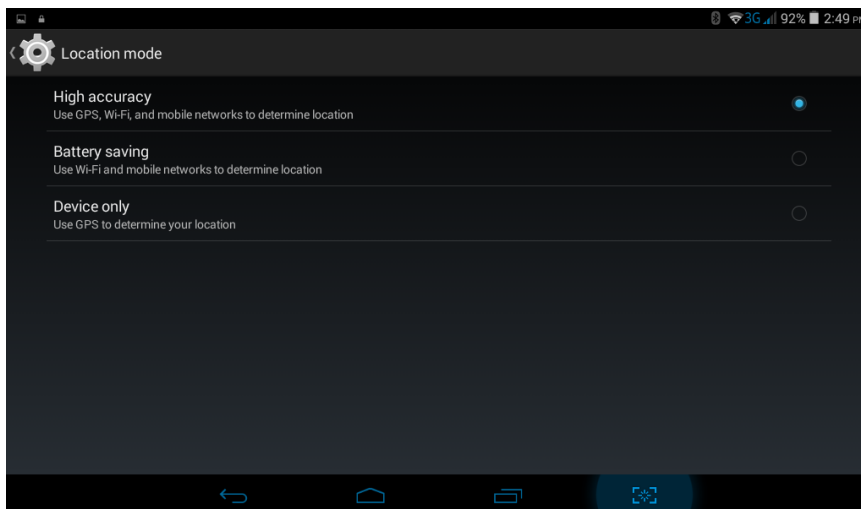 3G 92% 2:49 PM
Location mode
High accuracy
Use GPS, Wi-Fi, and mobile networks to determine location
Battery saving
Use Wi-Fi and mobile networks to determine location
Device only
Use GPS to determine your location